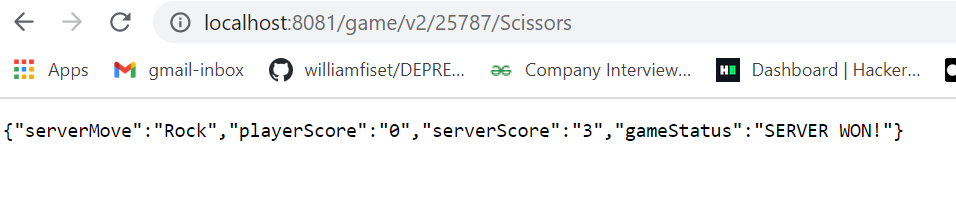 localhost:8081/game/v2/25787/Scissors
Apps gmail-inbox williamfiset/DEPRE... Company Interview... Dashboard | Hacker...
{"serverMove":"Rock","playerScore":"0","serverScore":"3","gameStatus":"SERVER WON!"}